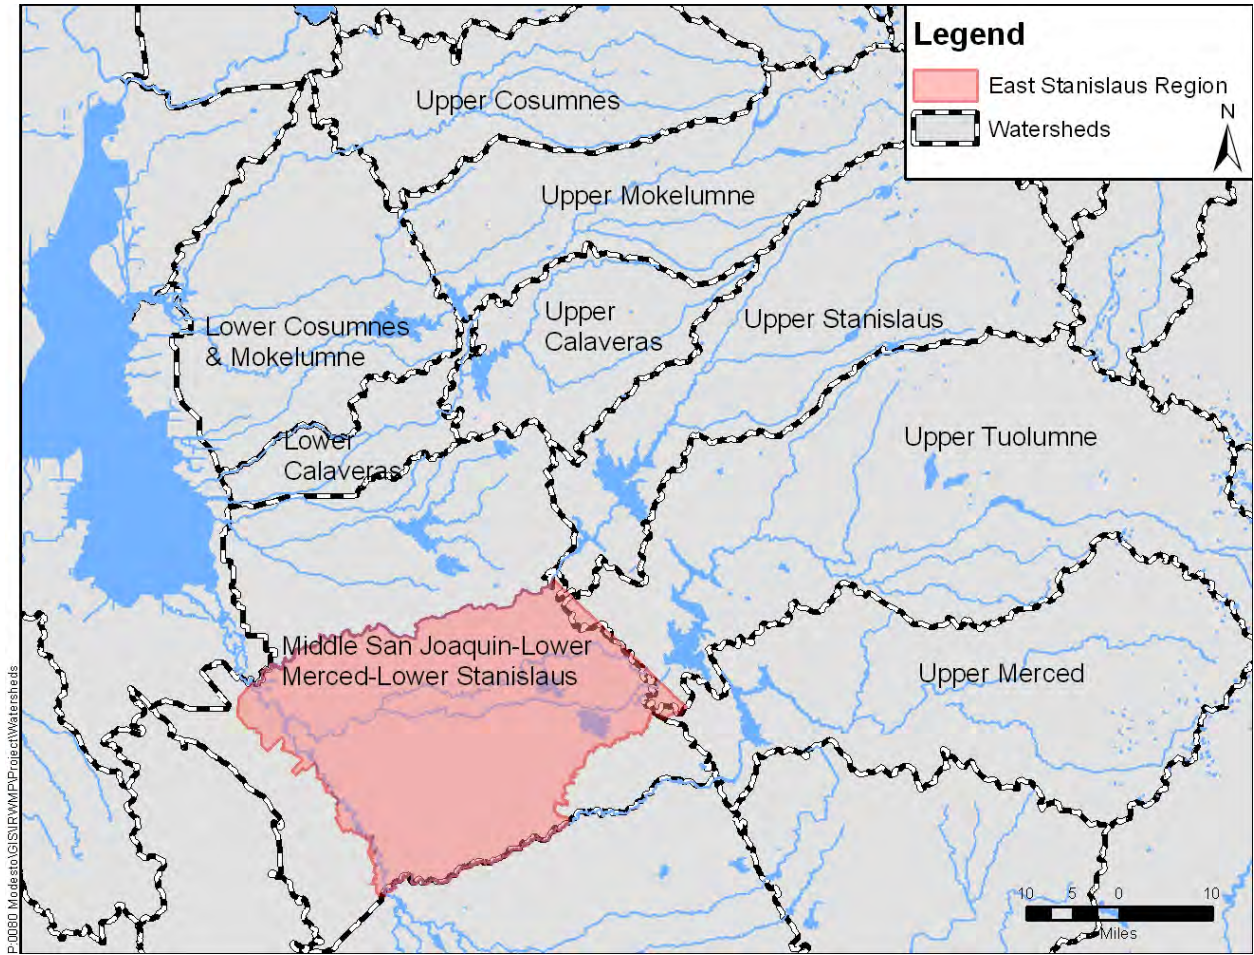 Legend
East Stanislaus Region
Watersheds
N
Upper Cosumnes
Upper Mokelumne
Lower Cosumnes
& Mokelumne
Upper
Calaveras
Upper Stanislaus
Lower
Calaveras
Upper Tuolumne
Middle San Joaquin-Lower
Merced-Lower Stanislaus
Upper Merced
10 5 0 10
Miles
P:\0080 Modesto\GIS\IRWMP\Project\Watersheds